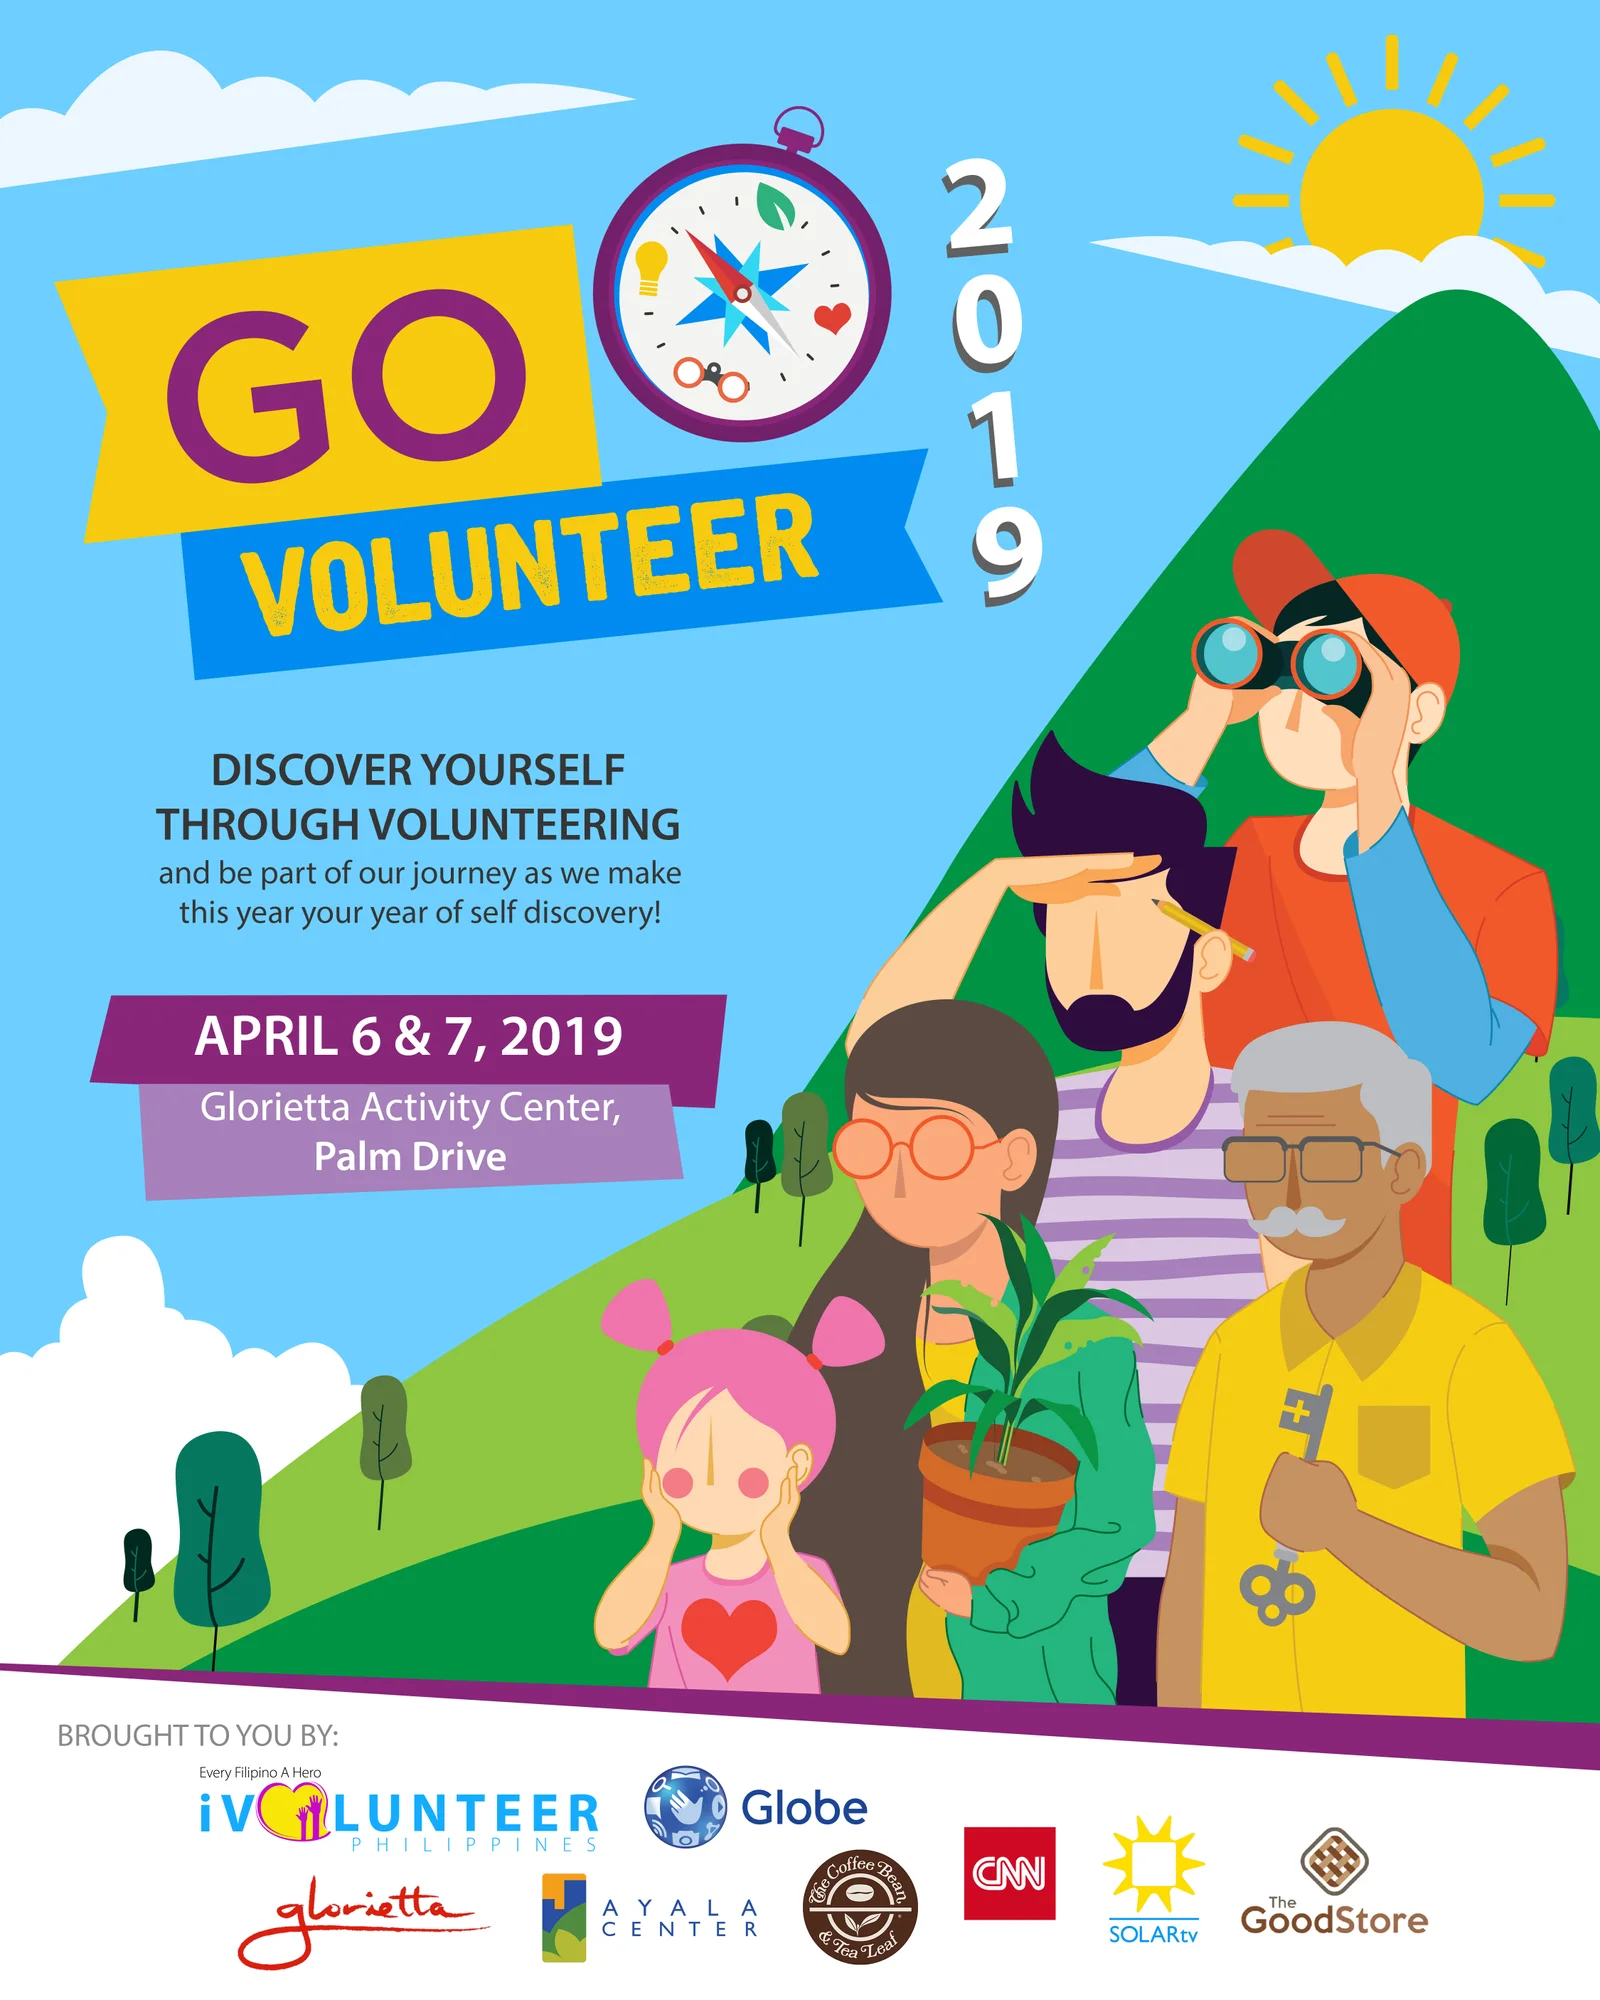 GO
VOLUNTEER
2019
DISCOVER YOURSELF
THROUGH VOLUNTEERING
and be part of our journey as we make
this year your year of self discovery!
APRIL 6 & 7, 2019
Glorietta Activity Center,
Palm Drive
BROUGHT TO YOU BY:
Every Filipino A Hero
iVOLUNTEER
PHILIPPINES
Globe
glorietta
AYALA
CENTER
The Coffee Bean
& Tea Leaf
CNN
SOLARtv
The
GoodStore